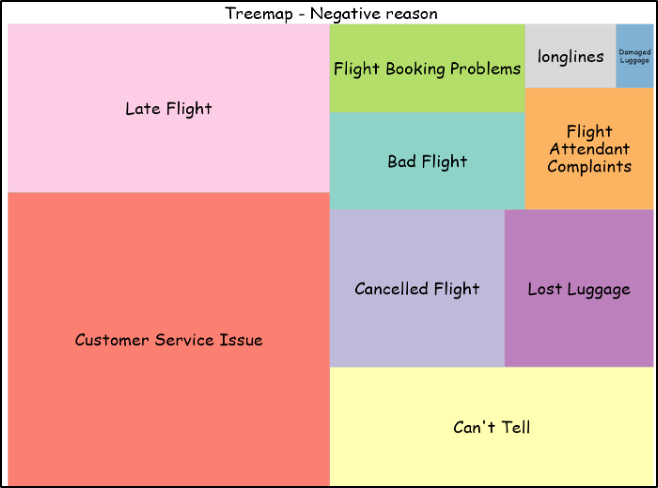 Treemap - Negative reason
Late Flight
Flight Booking Problems
longlines
Damaged
Luggage
Bad Flight
Flight
Attendant
Complaints
Customer Service Issue
Cancelled Flight
Lost Luggage
Can't Tell